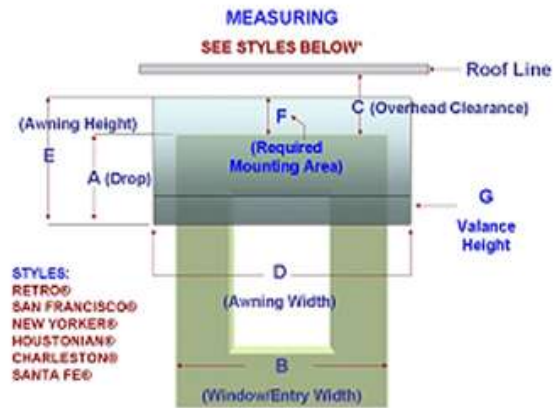 MEASURING
SEE STYLES BELOW*
Roof Line
C (Overhead Clearance)
F
(Awning Height)
(Required
Mounting Area)
E
A (Drop)
G
Valance
Height
D
(Awning Width)
STYLES:
RETRO®
SAN FRANCISCO®
NEW YORKER®
HOUSTONIAN®
CHARLESTON®
SANTA FE®
B
(Window/Entry Width)